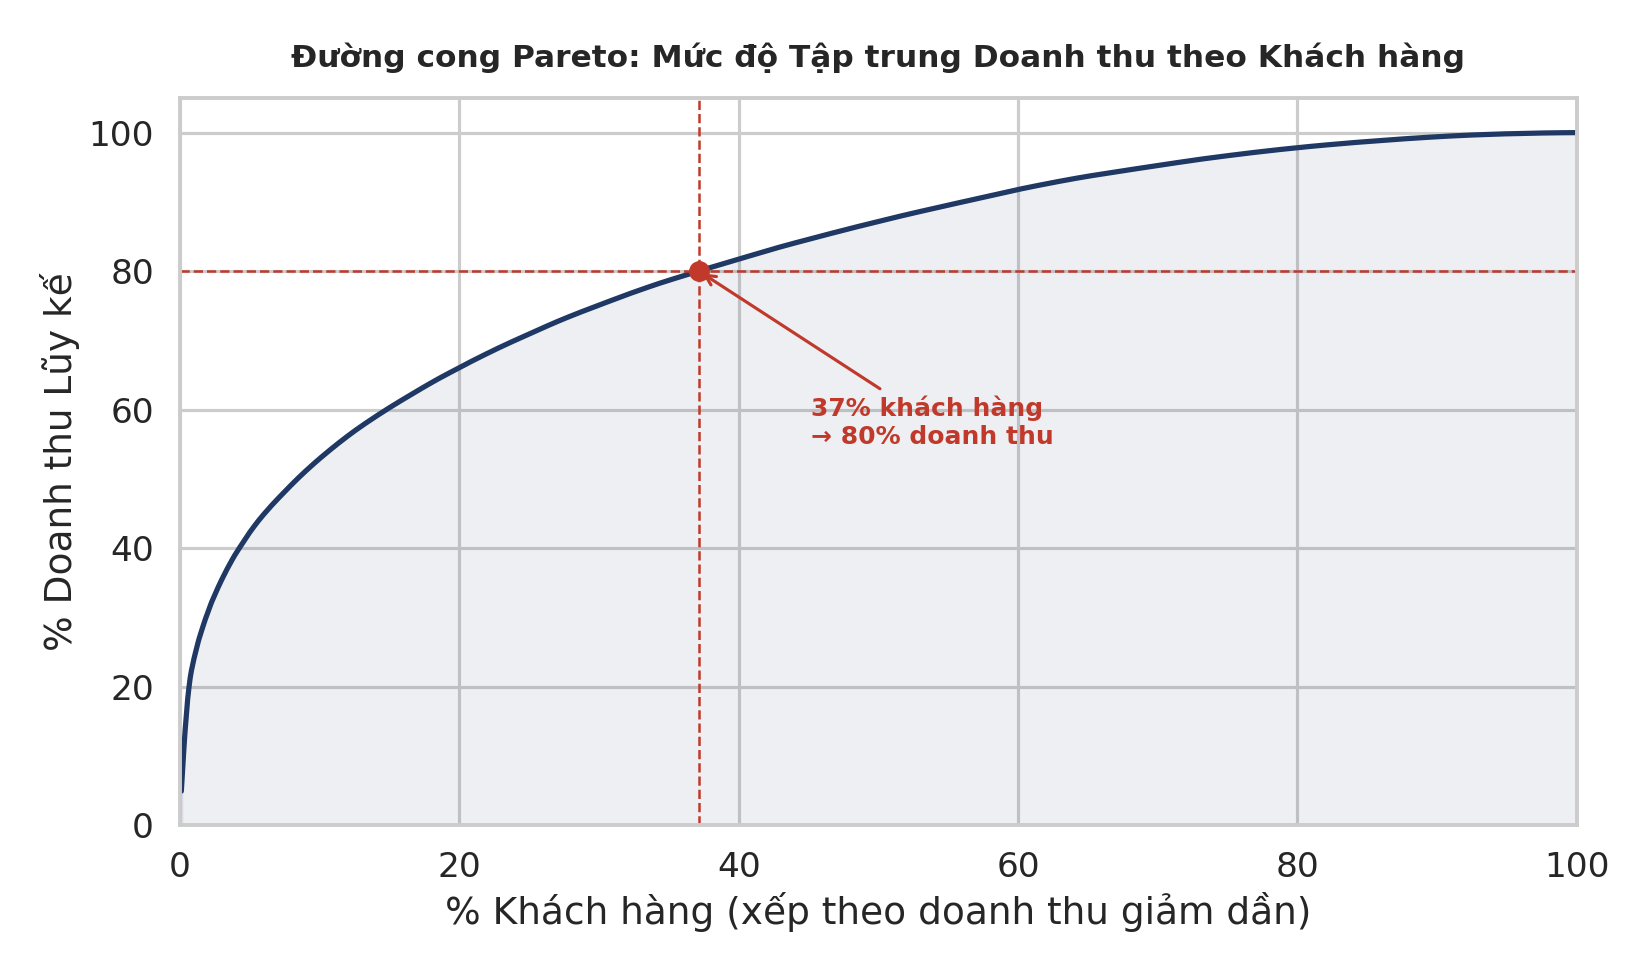 Đường cong Pareto: Mức độ Tập trung Doanh thu theo Khách hàng
% Doanh thu Lũy kế
100
80
60
40
20
0
37% khách hàng
→ 80% doanh thu
0 20 40 60 80 100
% Khách hàng (xếp theo doanh thu giảm dần)